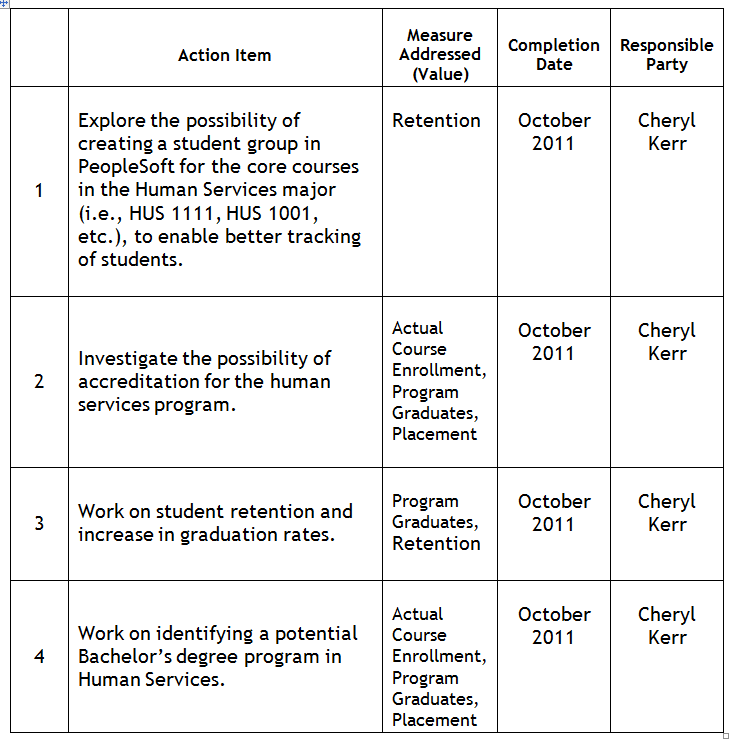 Action Item
Measure
Addressed
(Value)
Completion
Date
Responsible
Party
1
Explore the possibility of
creating a student group in
PeopleSoft for the core courses
in the Human Services major
(i.e., HUS 1111, HUS 1001,
etc.), to enable better tracking
of students.
Retention
October
2011
Cheryl
Kerr
2
Investigate the possibility of
accreditation for the human
services program.
Actual
Course
Enrollment,
Program
Graduates,
Placement
October
2011
Cheryl
Kerr
3
Work on student retention and
increase in graduation rates.
Program
Graduates,
Retention
October
2011
Cheryl
Kerr
4
Work on identifying a potential
Bachelor’s degree program in
Human Services.
Actual
Course
Enrollment,
Program
Graduates,
Placement
October
2011
Cheryl
Kerr